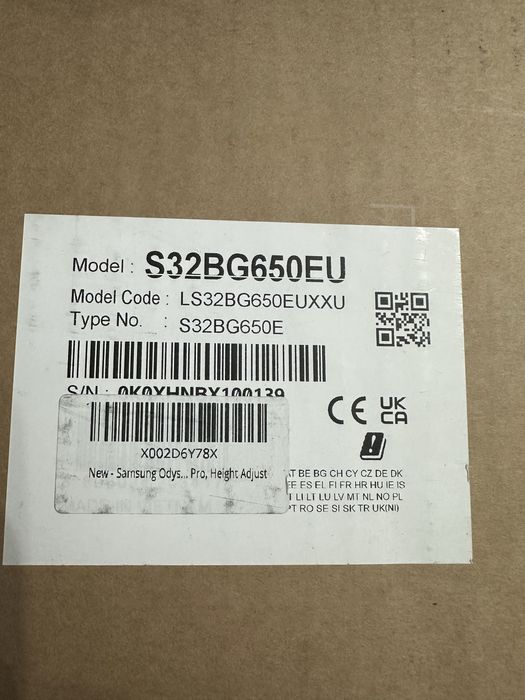 Model : S32BG650EU
Model Code : LS32BG650EUXXU
Type No. : S32BG650E
S/N : 0K0XHNBX100139
CE UK CA
X002D6Y78X
New - Samsung Odys... Pro, Height Adjust
AT BE BG CH CY CZ DE DK
EE ES EL FI FR HR HU IE IS
IT LI LT LU LV MT NL NO PL
PT RO SE SI SK TR UK(NI)